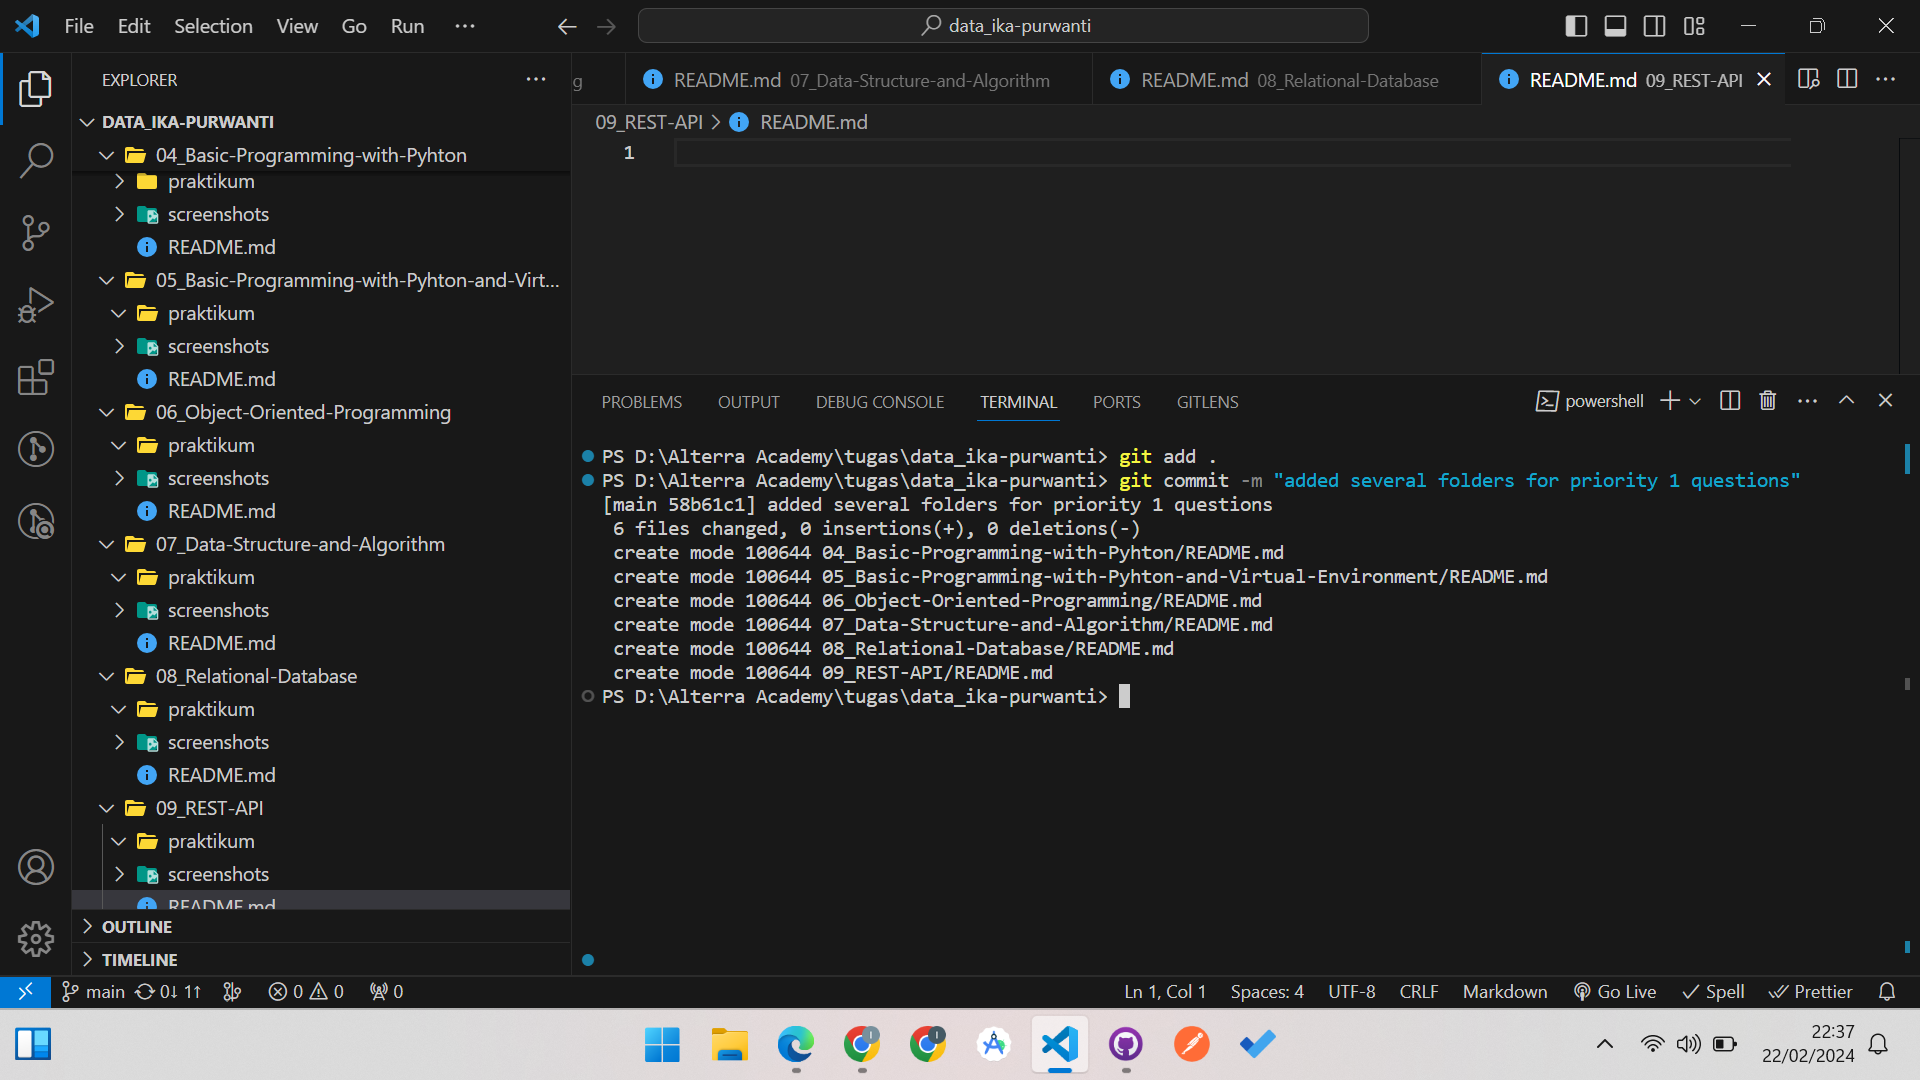 File Edit Selection View Go Run ···
data_ika-purwanti
EXPLORER
DATA_IKA-PURWANTI
04_Basic-Programming-with-Pyhton
praktikum
screenshots
README.md
05_Basic-Programming-with-Pyhton-and-Virt...
praktikum
screenshots
README.md
06_Object-Oriented-Programming
praktikum
screenshots
README.md
07_Data-Structure-and-Algorithm
praktikum
screenshots
README.md
08_Relational-Database
praktikum
screenshots
README.md
09_REST-API
praktikum
screenshots
README.md
OUTLINE
TIMELINE
g README.md 07_Data-Structure-and-Algorithm README.md 08_Relational-Database README.md 09_REST-API
09_REST-API > README.md
1
PROBLEMS OUTPUT DEBUG CONSOLE TERMINAL PORTS GITLENS powershell
PS D:\Alterra Academy\tugas\data_ika-purwanti> git add .
PS D:\Alterra Academy\tugas\data_ika-purwanti> git commit -m "added several folders for priority 1 questions"
[main 58b61c1] added several folders for priority 1 questions
6 files changed, 0 insertions(+), 0 deletions(-)
create mode 100644 04_Basic-Programming-with-Pyhton/README.md
create mode 100644 05_Basic-Programming-with-Pyhton-and-Virtual-Environment/README.md
create mode 100644 06_Object-Oriented-Programming/README.md
create mode 100644 07_Data-Structure-and-Algorithm/README.md
create mode 100644 08_Relational-Database/README.md
create mode 100644 09_REST-API/README.md
PS D:\Alterra Academy\tugas\data_ika-purwanti>
main 0↓ 1↑ 0 0 0 Ln 1, Col 1 Spaces: 4 UTF-8 CRLF Markdown Go Live Spell Prettier
22:37
22/02/2024